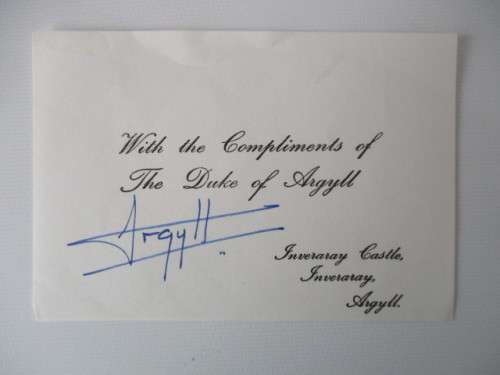 With the Compliments of
The Duke of Argyll
Argyll.
Inveraray Castle,
Inveraray,
Argyll.